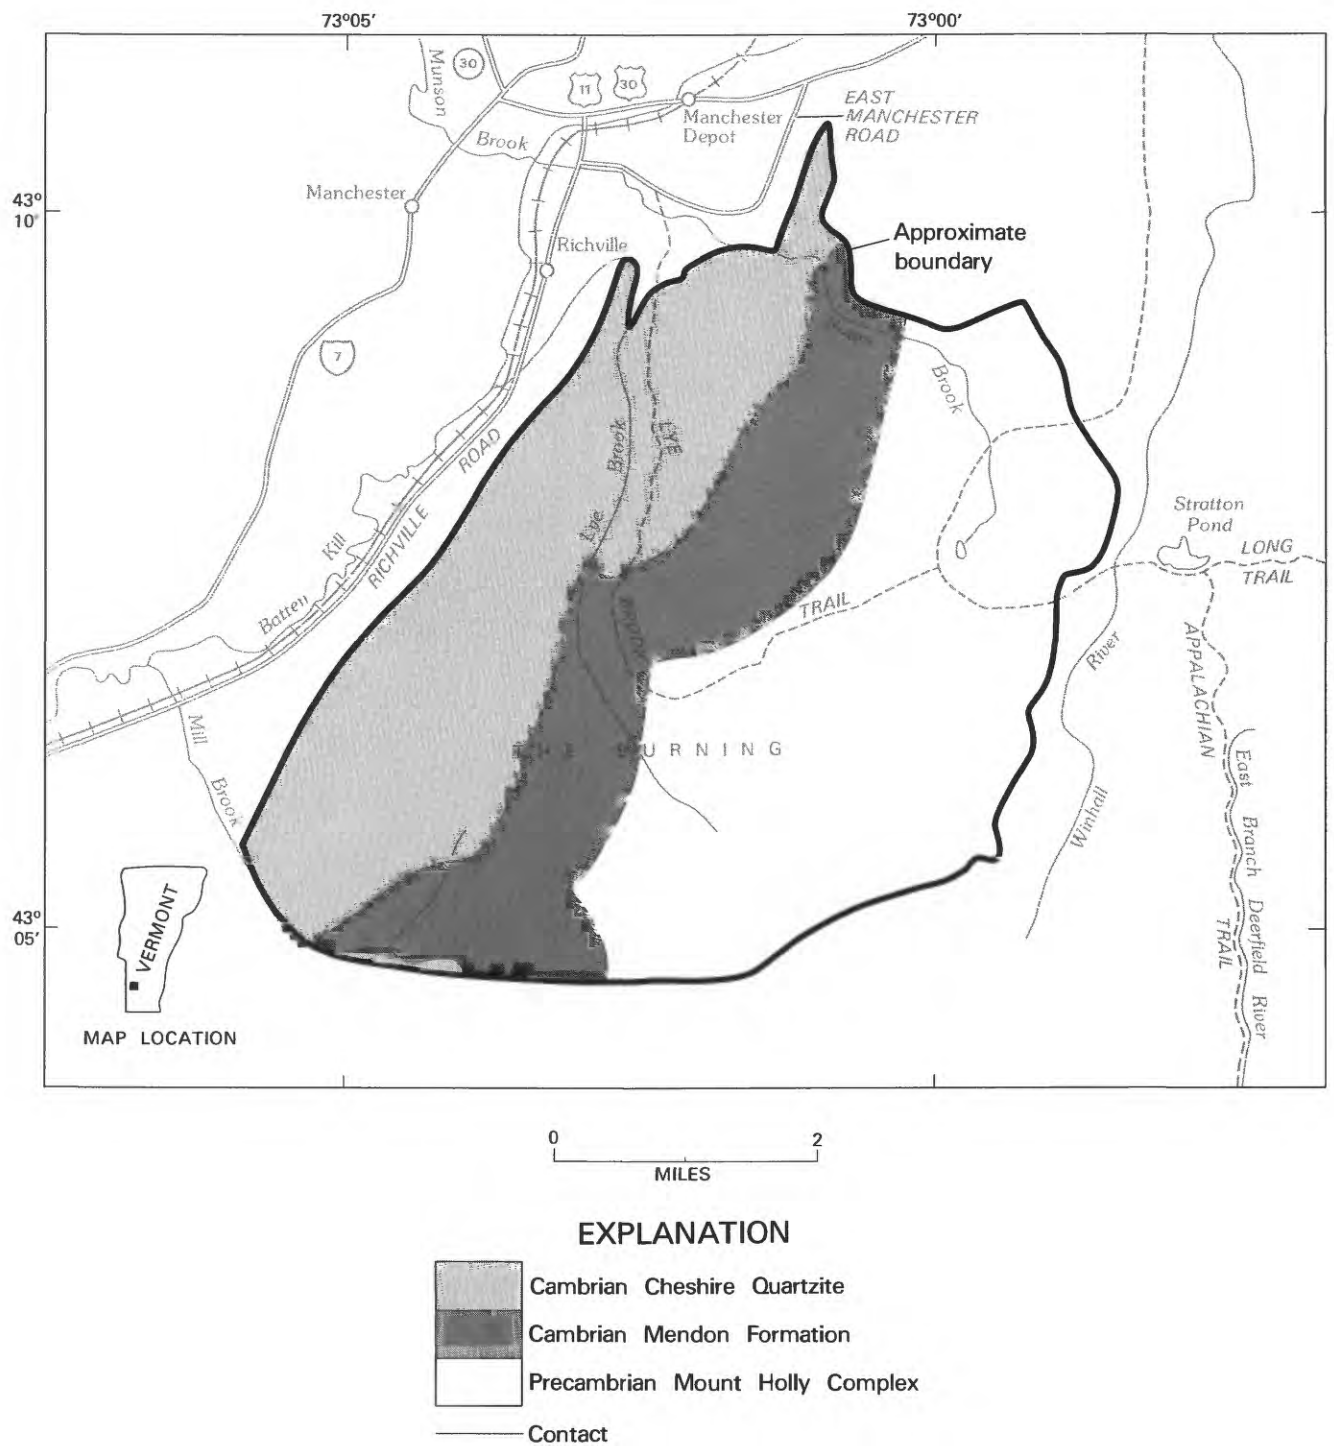 73°05′
73°00′
Munson
30
11
30
Manchester
Depot
EAST
MANCHESTER
ROAD
Brook
43°
10′
Manchester
Richville
Approximate
boundary
7
Brook
LYE
Brook
ROAD
Lye
Stratton
Pond
Kill
RICHVILLE
LONG
TRAIL
Batten
TRAIL
BROOK
River
APPALACHIAN
Mill
Brook
BURNING
East
Branch
Deerfield
River
Winhall
TRAIL
43°
05′
VERMONT
MAP LOCATION
0
2
MILES
EXPLANATION
Cambrian Cheshire Quartzite
Cambrian Mendon Formation
Precambrian Mount Holly Complex
Contact